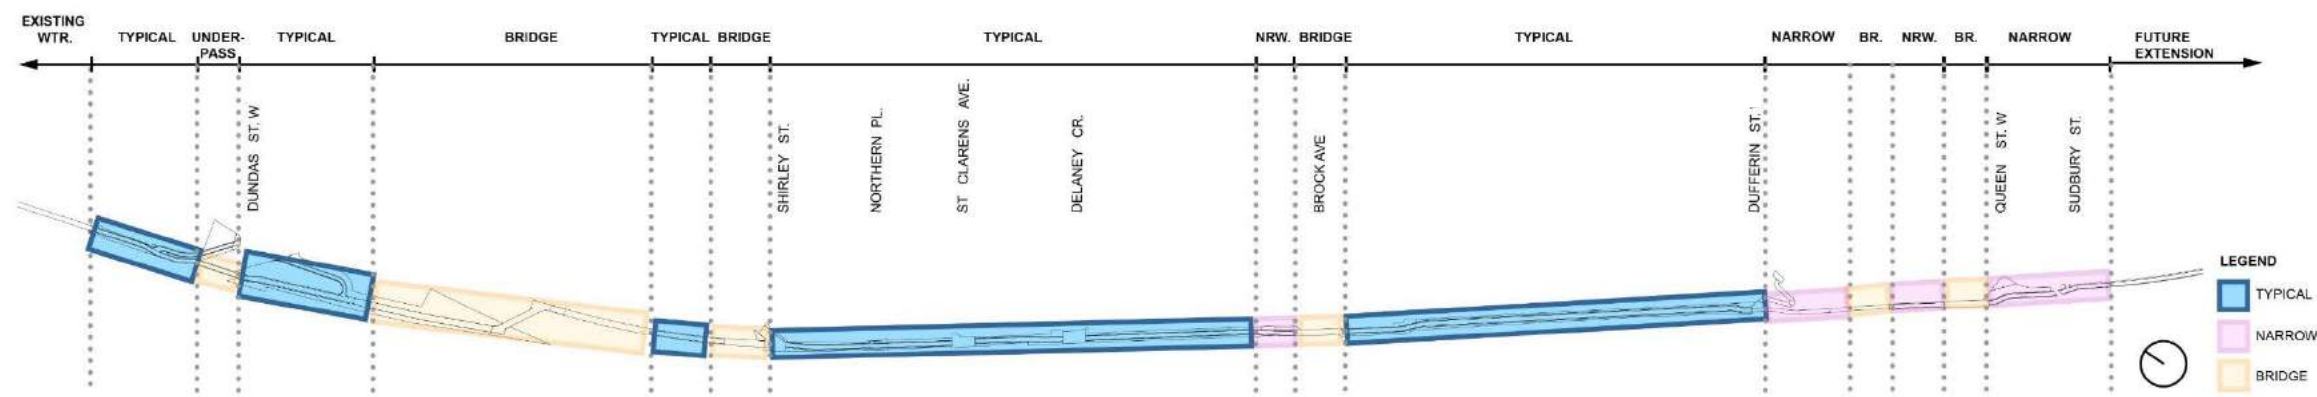 EXISTING
WTR.
TYPICAL
UNDER-
PASS
TYPICAL
BRIDGE
TYPICAL
BRIDGE
TYPICAL
NRW.
BRIDGE
TYPICAL
NARROW
BR.
NRW.
BR.
NARROW
FUTURE
EXTENSION
DUNDAS ST. W
SHIRLEY ST.
NORTHERN PL.
ST CLARENS AVE.
DELANEY CR.
BROCK AVE
DUFFERIN ST.
QUEEN ST. W
SUDBURY ST.
LEGEND
TYPICAL
NARROW
BRIDGE